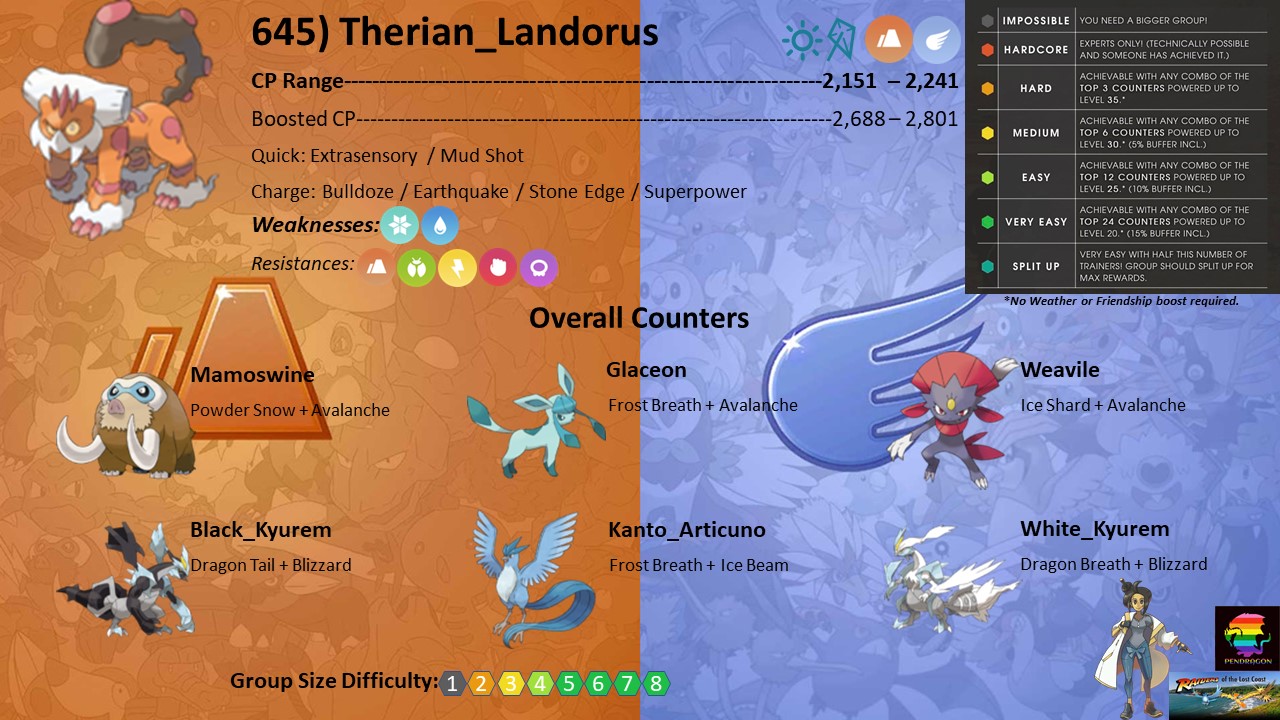 645) Therian_Landorus
CP Range------------------------------------------------------------------2,151 – 2,241
Boosted CP------------------------------------------------------------------2,688 – 2,801
Quick: Extrasensory / Mud Shot
Charge: Bulldoze / Earthquake / Stone Edge / Superpower
Weaknesses:
Resistances:
IMPOSSIBLE YOU NEED A BIGGER GROUP!
HARDCORE EXPERTS ONLY! (TECHNICALLY POSSIBLE
AND SOMEONE HAS ACHIEVED IT.)
HARD ACHIEVABLE WITH ANY COMBO OF THE
TOP 3 COUNTERS POWERED UP TO
LEVEL 35.*
MEDIUM ACHIEVABLE WITH ANY COMBO OF THE
TOP 6 COUNTERS POWERED UP TO
LEVEL 30.* (5% BUFFER INCL.)
EASY ACHIEVABLE WITH ANY COMBO OF THE
TOP 12 COUNTERS POWERED UP TO
LEVEL 25.* (10% BUFFER INCL.)
VERY EASY ACHIEVABLE WITH ANY COMBO OF THE
TOP 24 COUNTERS POWERED UP TO
LEVEL 20.* (15% BUFFER INCL.)
SPLIT UP VERY EASY WITH HALF THIS NUMBER OF
TRAINERS! GROUP SHOULD SPLIT UP FOR
MAX REWARDS.
*No Weather or Friendship boost required.
Overall Counters
Mamoswine
Powder Snow + Avalanche
Glaceon
Frost Breath + Avalanche
Weavile
Ice Shard + Avalanche
Black_Kyurem
Dragon Tail + Blizzard
Kanto_Articuno
Frost Breath + Ice Beam
White_Kyurem
Dragon Breath + Blizzard
Group Size Difficulty: 1 2 3 4 5 6 7 8
PENDRAGON
RAIDERS of the Lost Coast